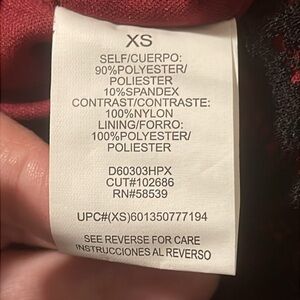 XS
SELF/CUERPO:
90%POLYESTER/
POLIESTER
10%SPANDEX
CONTRAST/CONTRASTE:
100%NYLON
LINING/FORRO:
100%POLYESTER/
POLIESTER
D60303HPX
CUT#102686
RN#58539
UPC#(XS)601350777194
SEE REVERSE FOR CARE
INSTRUCCIONES AL REVERSO